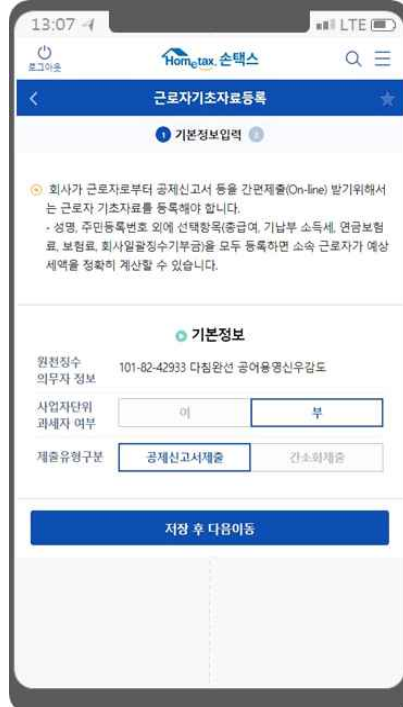 13:07
LTE
로그아웃
Hometax. 손택스
근로자기초자료등록
1 기본정보입력 2
회사가 근로자로부터 공제신고서 등을 간편제출(On-line) 받기위해서
는 근로자 기초자료를 등록해야 합니다.
- 성명, 주민등록번호 외에 선택항목(총급여, 기납부 소득세, 연금보험
료, 보험료, 회사일괄징수기부금)을 모두 등록하면 소속 근로자가 예상
세액을 정확히 계산할 수 있습니다.
기본정보
원천징수
의무자 정보
101-82-42933 다침완선 공어용영신우감도
사업자단위
과세자 여부
여
부
제출유형구분
공제신고서제출
간소화제출
저장 후 다음이동